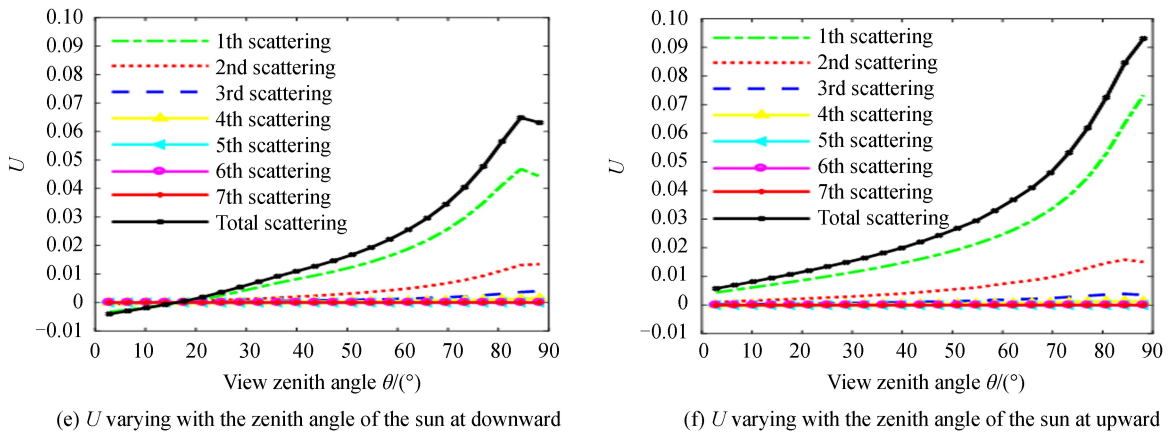 0.10
0.09
0.08
0.07
0.06
0.05
0.04
0.03
0.02
0.01
0
−0.01
U
1th scattering
2nd scattering
3rd scattering
4th scattering
5th scattering
6th scattering
7th scattering
Total scattering
0 10 20 30 40 50 60 70 80 90
View zenith angle θ/(°)
(e) U varying with the zenith angle of the sun at downward
0.10
0.09
0.08
0.07
0.06
0.05
0.04
0.03
0.02
0.01
0
−0.01
U
1th scattering
2nd scattering
3rd scattering
4th scattering
5th scattering
6th scattering
7th scattering
Total scattering
0 10 20 30 40 50 60 70 80 90
View zenith angle θ/(°)
(f) U varying with the zenith angle of the sun at upward